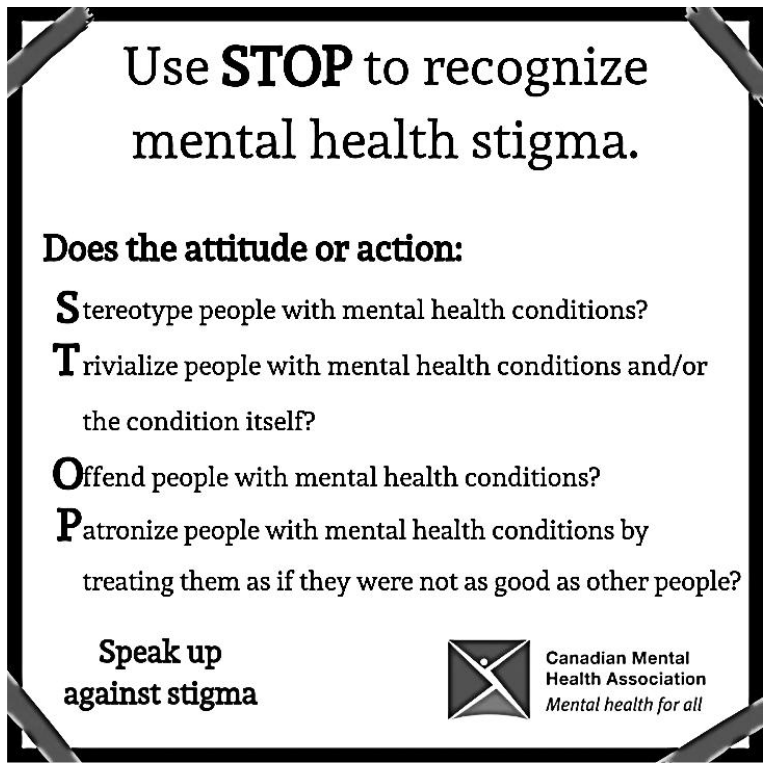 Use STOP to recognize
mental health stigma.
Does the attitude or action:
Stereotype people with mental health conditions?
Trivialize people with mental health conditions and/or
the condition itself?
Offend people with mental health conditions?
Patronize people with mental health conditions by
treating them as if they were not as good as other people?
Speak up
against stigma
Canadian Mental
Health Association
Mental health for all